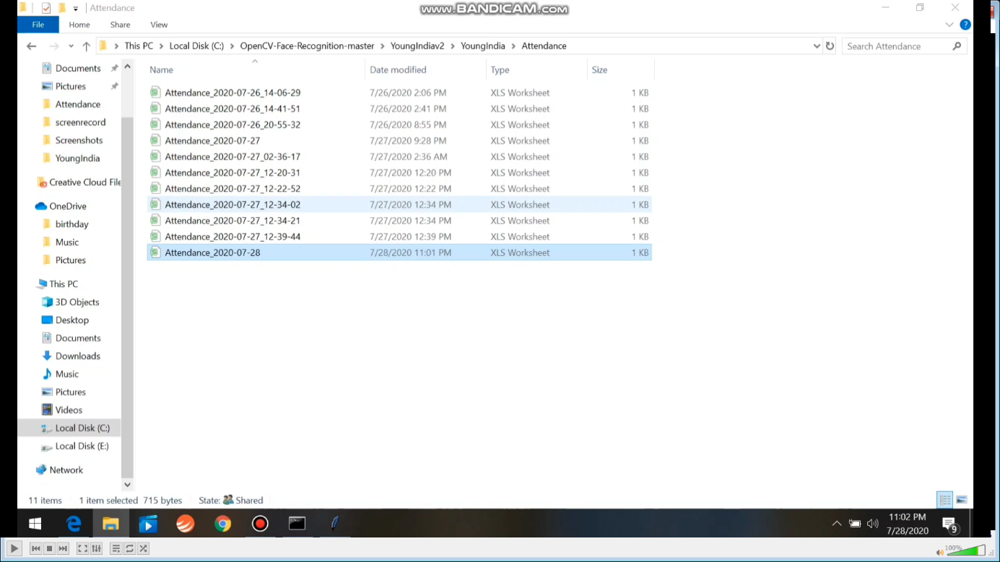 Attendance
www.BANDICAM.com
File Home Share View
This PC Local Disk (C:) OpenCV-Face-Recognition-master YoungIndiav2 YoungIndia Attendance
Search Attendance
Documents
Pictures
Attendance
screenrecord
Screenshots
YoungIndia
Creative Cloud File
OneDrive
birthday
Music
Pictures
This PC
3D Objects
Desktop
Documents
Downloads
Music
Pictures
Videos
Local Disk (C:)
Local Disk (E:)
Network
Name Date modified Type Size
Attendance_2020-07-26_14-06-29 7/26/2020 2:06 PM XLS Worksheet 1 KB
Attendance_2020-07-26_14-41-51 7/26/2020 2:41 PM XLS Worksheet 1 KB
Attendance_2020-07-26_20-55-32 7/26/2020 8:55 PM XLS Worksheet 1 KB
Attendance_2020-07-27 7/27/2020 9:28 PM XLS Worksheet 1 KB
Attendance_2020-07-27_02-36-17 7/27/2020 2:36 AM XLS Worksheet 1 KB
Attendance_2020-07-27_12-20-31 7/27/2020 12:20 PM XLS Worksheet 1 KB
Attendance_2020-07-27_12-22-52 7/27/2020 12:22 PM XLS Worksheet 1 KB
Attendance_2020-07-27_12-34-02 7/27/2020 12:34 PM XLS Worksheet 1 KB
Attendance_2020-07-27_12-34-21 7/27/2020 12:34 PM XLS Worksheet 1 KB
Attendance_2020-07-27_12-39-44 7/27/2020 12:39 PM XLS Worksheet 1 KB
Attendance_2020-07-28 7/28/2020 11:01 PM XLS Worksheet 1 KB
11 items 1 item selected 715 bytes State: Shared
11:02 PM
7/28/2020
9
100%